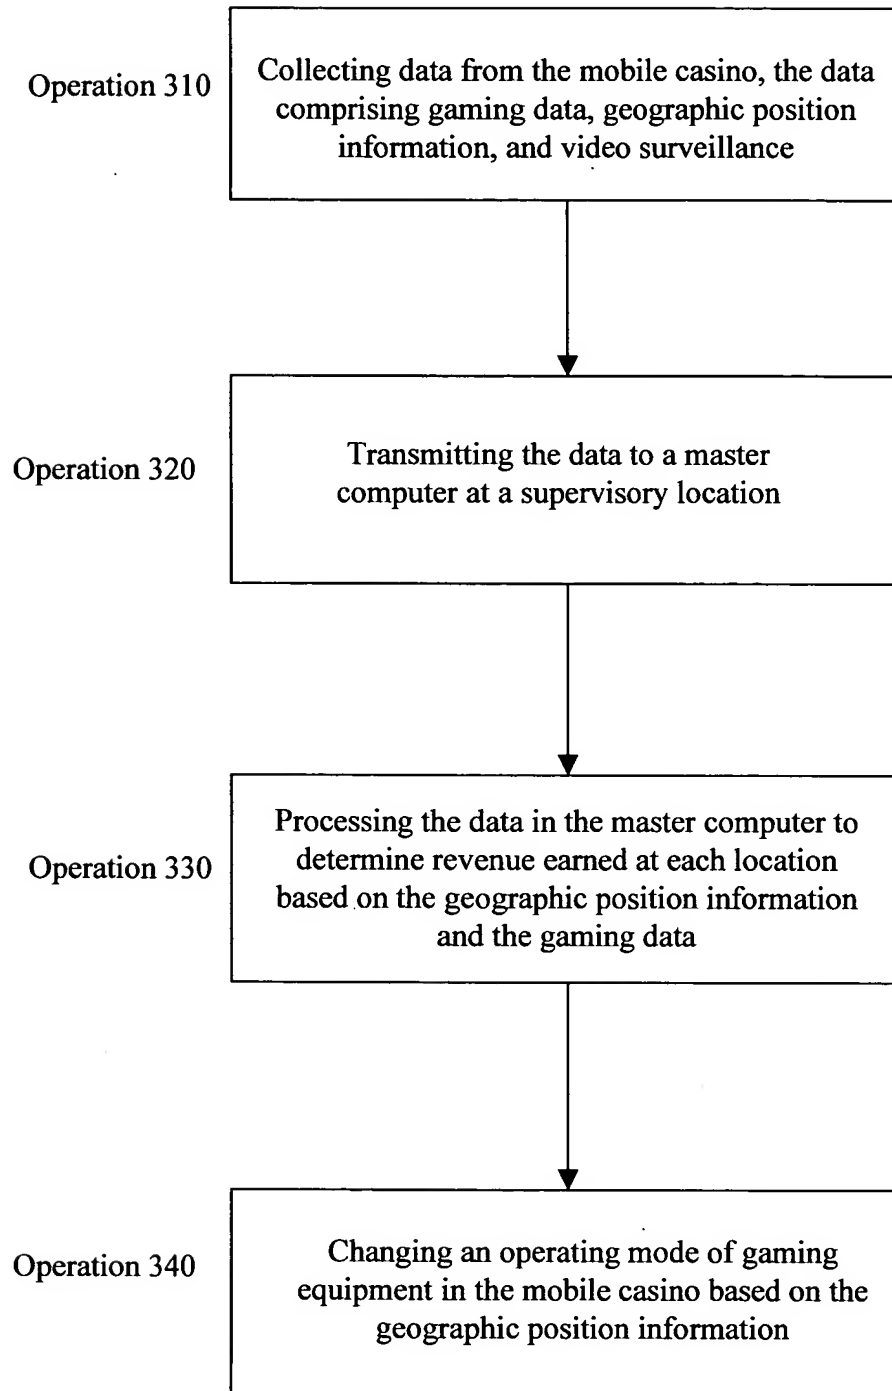 Operation 310
Collecting data from the mobile casino, the data
comprising gaming data, geographic position
information, and video surveillance
Operation 320
Transmitting the data to a master
computer at a supervisory location
Operation 330
Processing the data in the master computer to
determine revenue earned at each location
based on the geographic position information
and the gaming data
Operation 340
Changing an operating mode of gaming
equipment in the mobile casino based on the
geographic position information